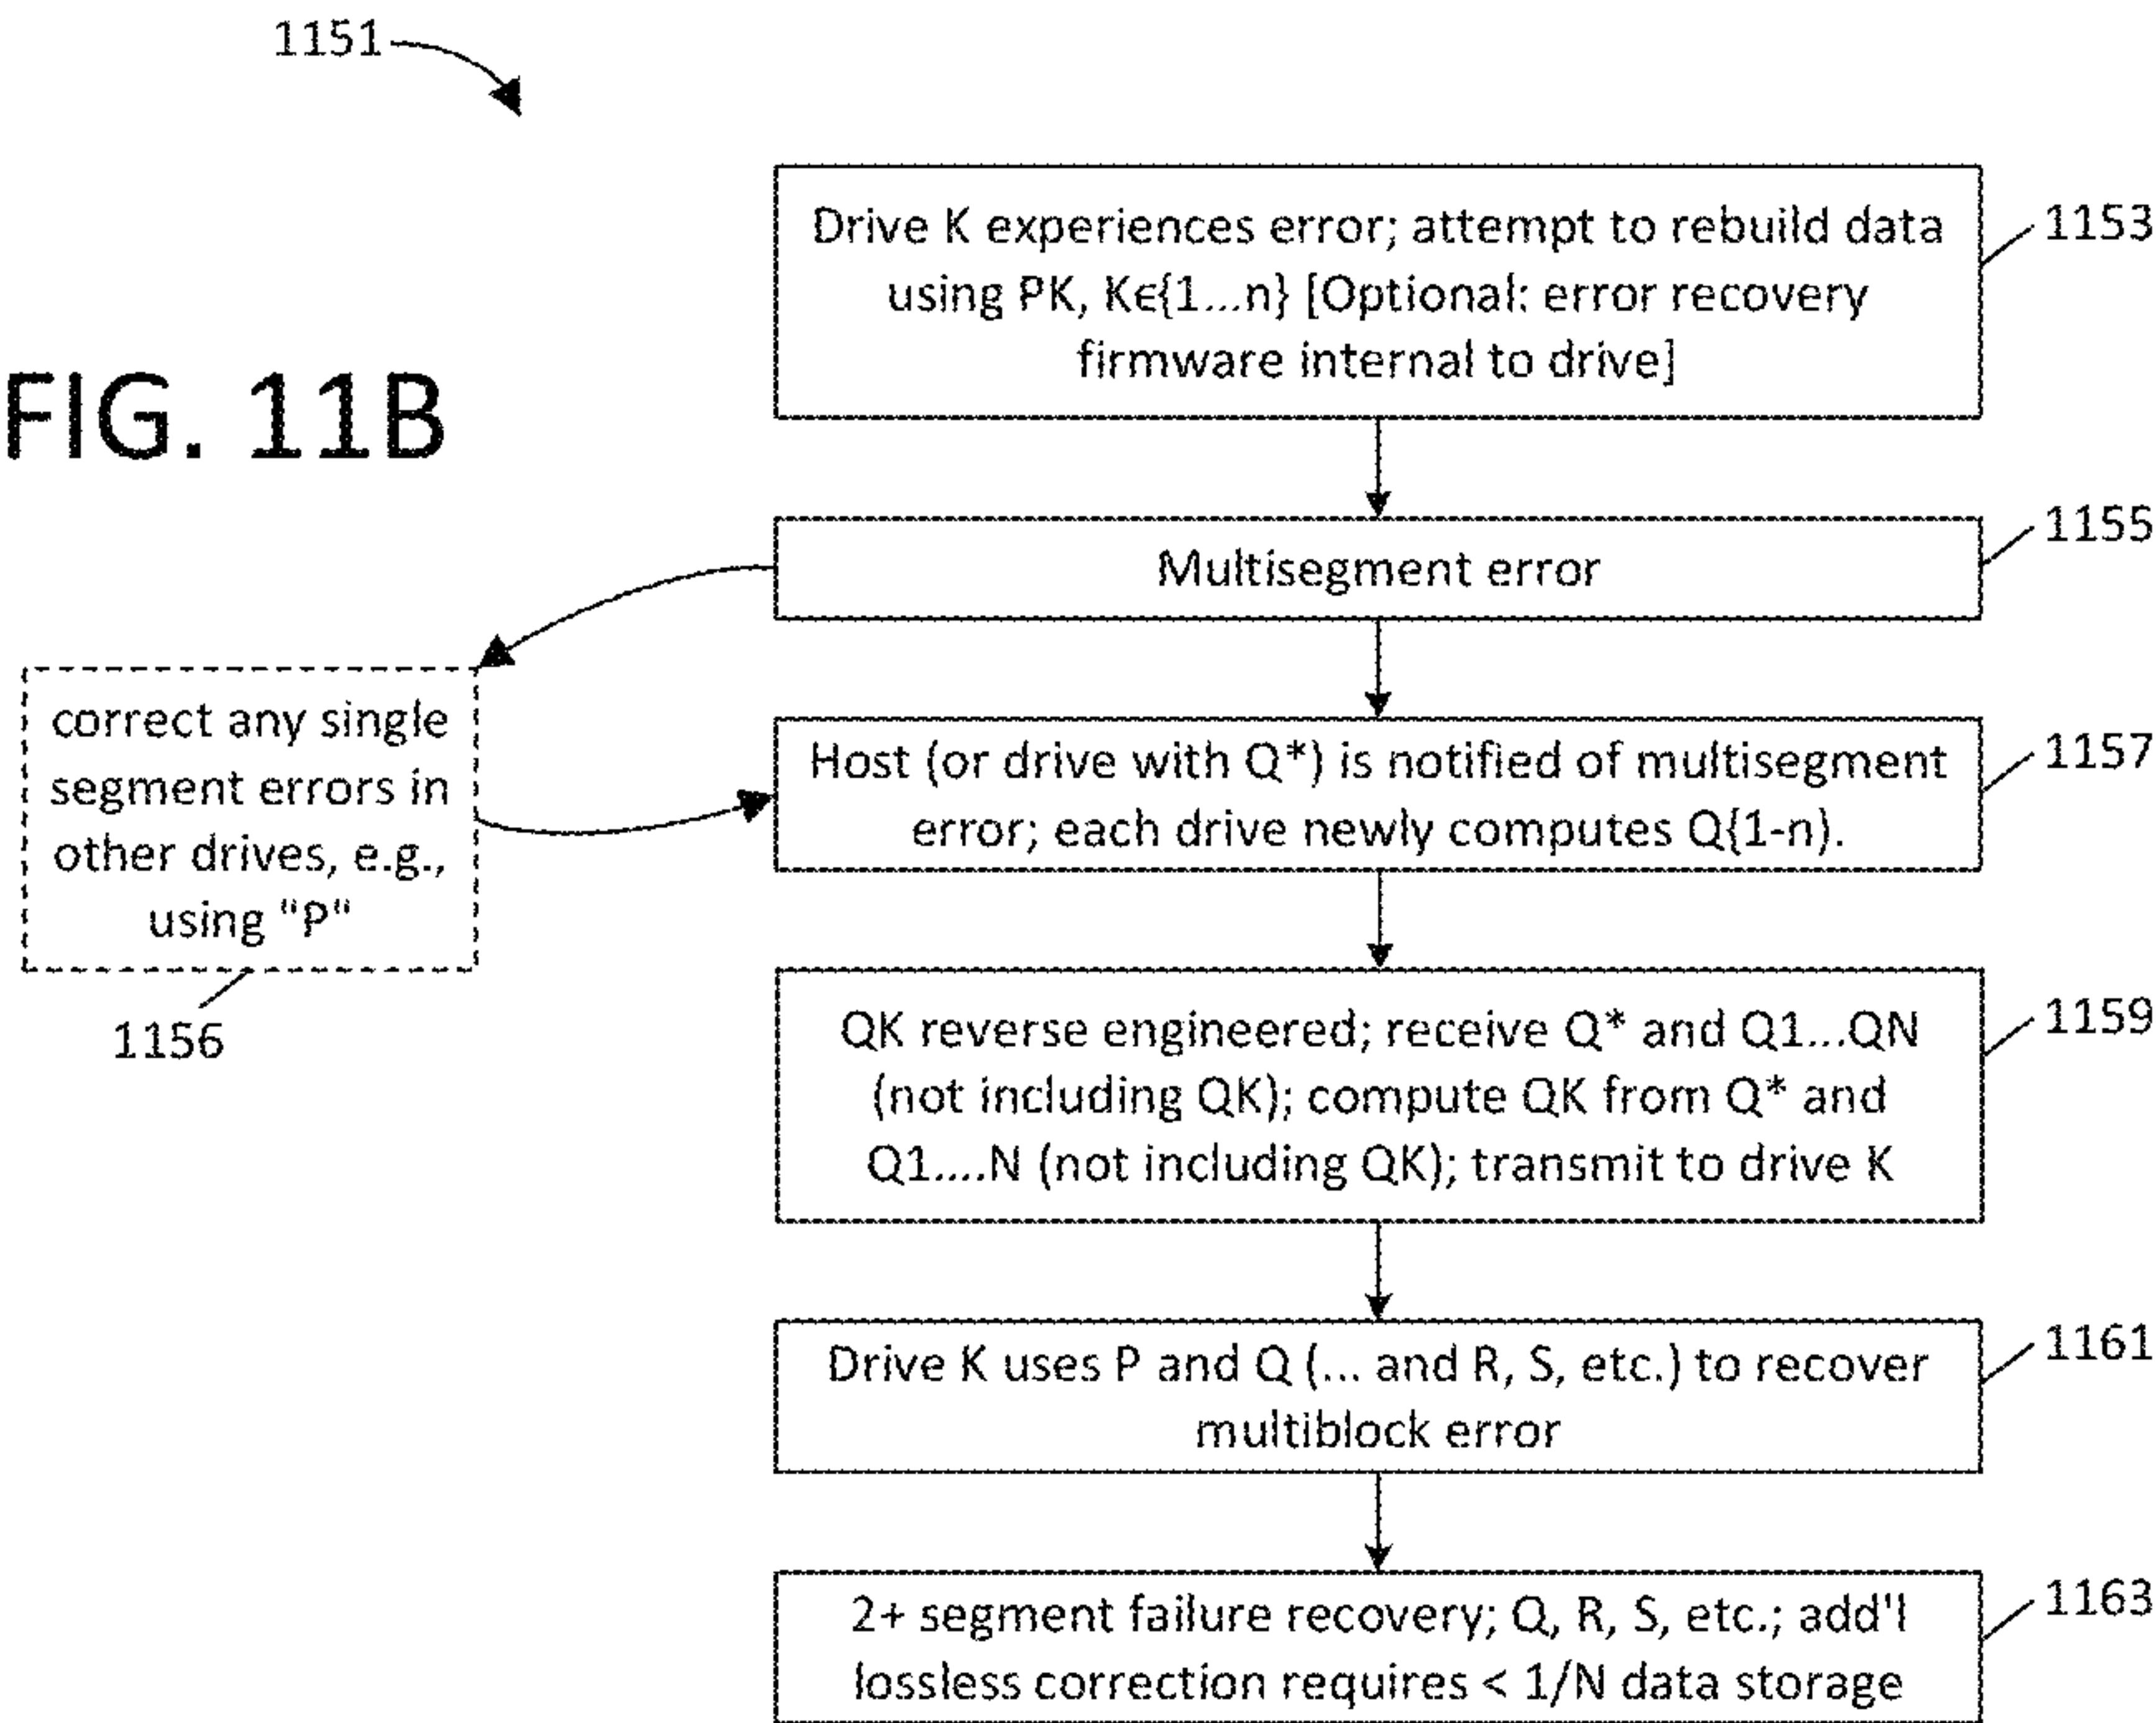 1151
FIG. 11B
Drive K experiences error; attempt to rebuild data
using PK, Kϵ{1...n} [Optional: error recovery
firmware internal to drive]
1153
Multisegment error
1155
correct any single
segment errors in
other drives, e.g.,
using "P"
1156
Host (or drive with Q*) is notified of multisegment
error; each drive newly computes Q{1-n).
1157
QK reverse engineered; receive Q* and Q1...QN
(not including QK); compute QK from Q* and
Q1....N (not including QK); transmit to drive K
1159
Drive K uses P and Q (... and R, S, etc.) to recover
multiblock error
1161
2+ segment failure recovery; Q, R, S, etc.; add'l
lossless correction requires < 1/N data storage
1163